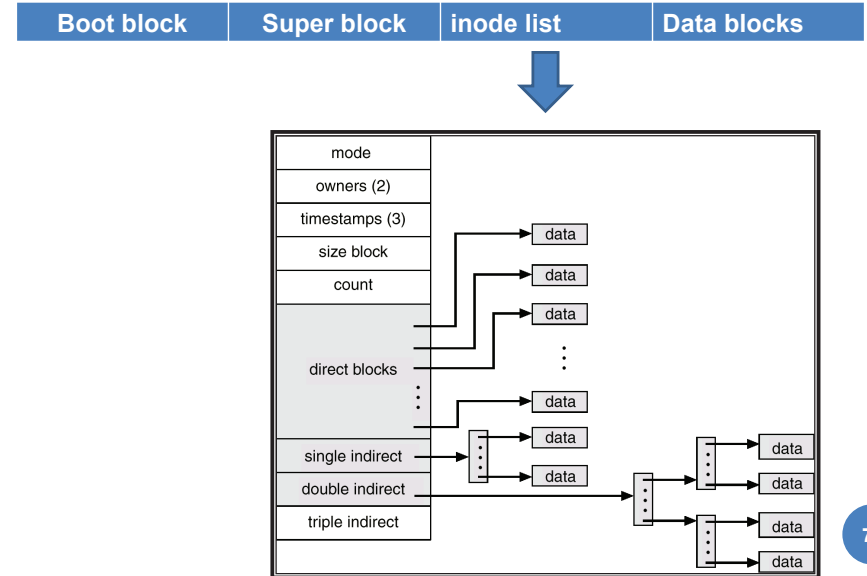 Boot block Super block inode list Data blocks
mode
owners (2)
timestamps (3)
size block
count
direct blocks
single indirect
double indirect
triple indirect
data
data
data
data
data
data
data
data
data
data
7